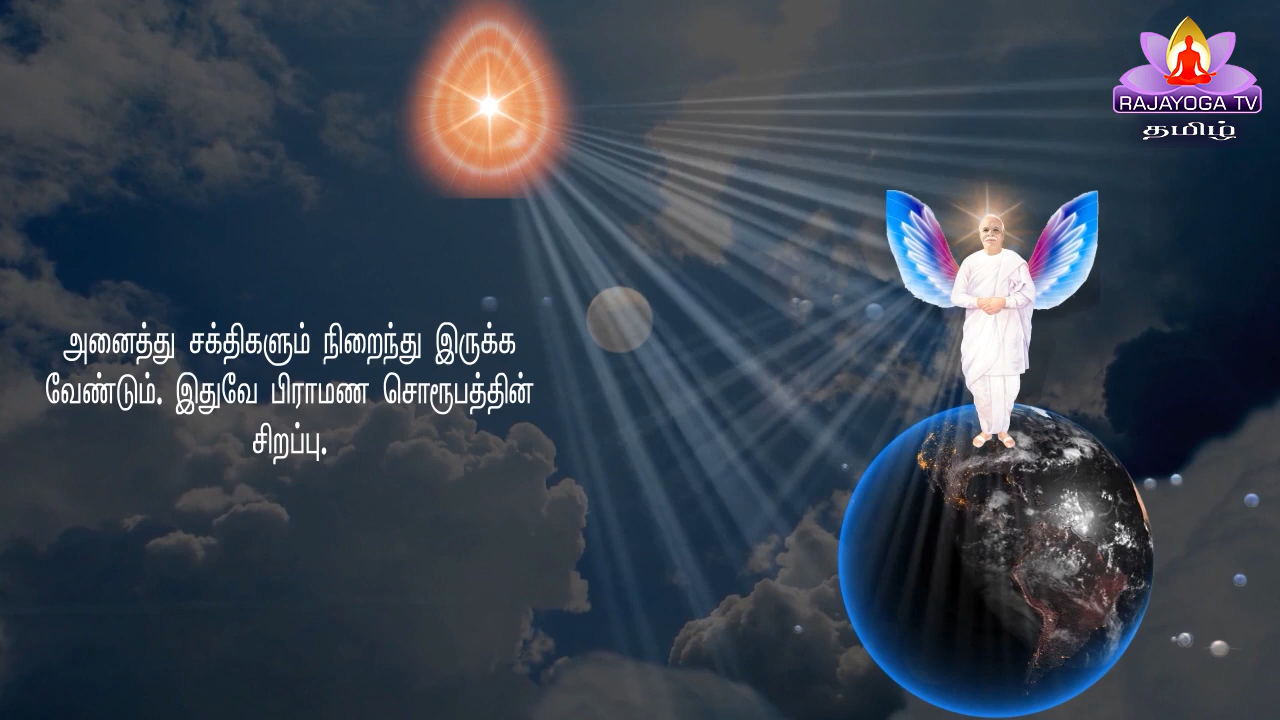 RAJAYOGA TV
தமிழ்
அனைத்து சக்திகளும் நிறைந்து இருக்க
வேண்டும். இதுவே பிராமண சொரூபத்தின்
சிறப்பு.